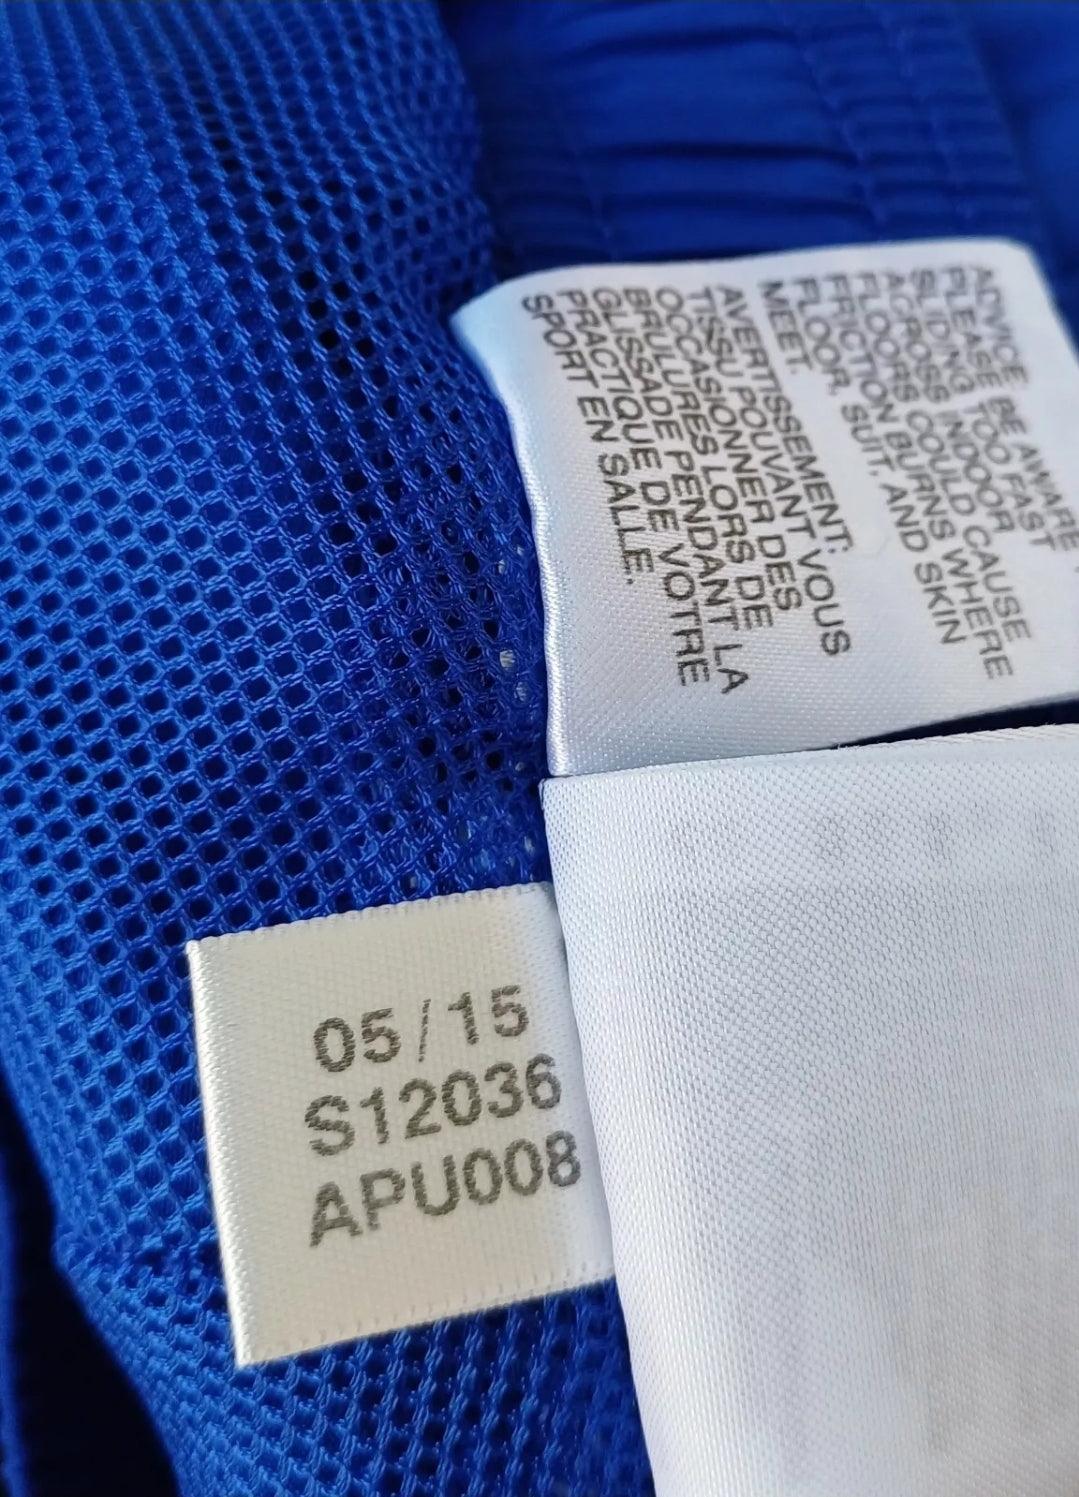 ADVICE
PLEASE BE AWARE
SLIDING TOO FAST
ACROSS INDOOR
FLOORS COULD CAUSE
FRICTION BURNS WHERE
FLOOR, SUIT, AND SKIN
MEET.
AVERTISSEMENT:
TISSU POUVANT VOUS
OCCASIONNER DES
BRULURES LORS DE
GLISSADE PENDANT LA
PRACTIQUE DE VOTRE
SPORT EN SALLE.
05/15
S12036
APU008